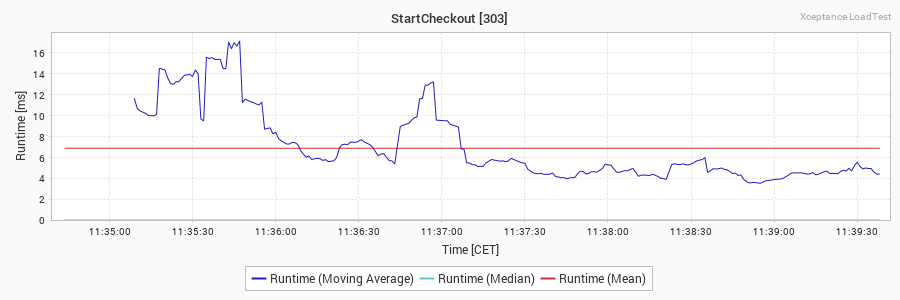 StartCheckout [303]
Xceptance LoadTest
Runtime [ms]
16
14
12
10
8
6
4
2
0
11:35:00 11:35:30 11:36:00 11:36:30 11:37:00 11:37:30 11:38:00 11:38:30 11:39:00 11:39:30
Time [CET]
Runtime (Moving Average) Runtime (Median) Runtime (Mean)